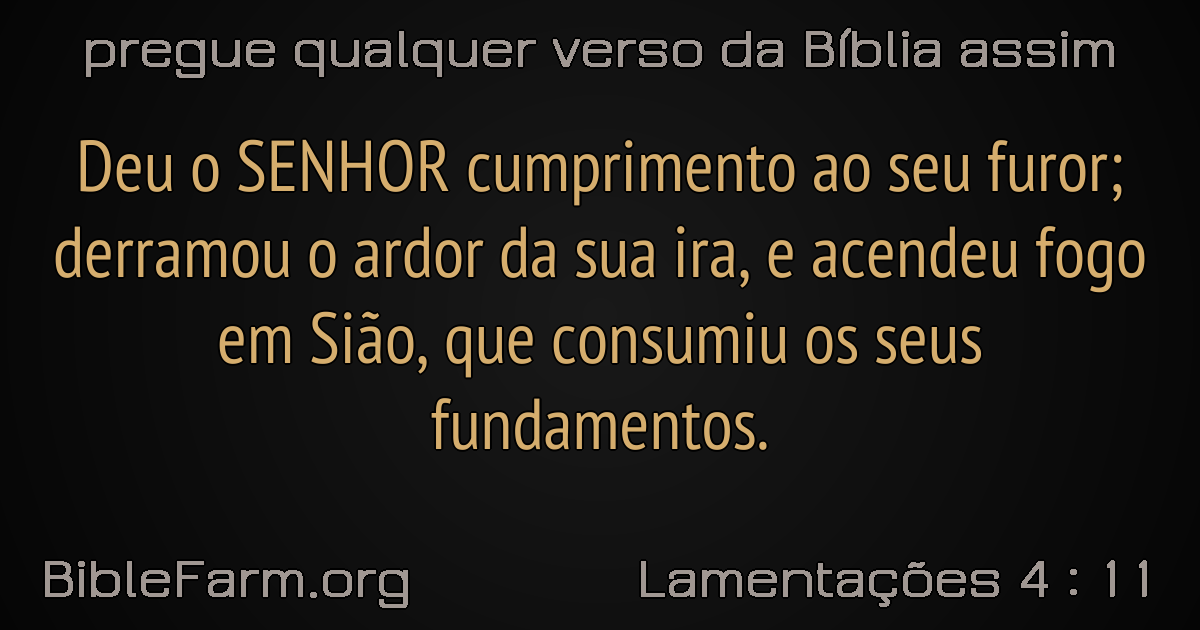 pregue qualquer verso da Bíblia assim
Deu o SENHOR cumprimento ao seu furor;
derramou o ardor da sua ira, e acendeu fogo
em Sião, que consumiu os seus
fundamentos.
BibleFarm.org
Lamentações 4 : 11